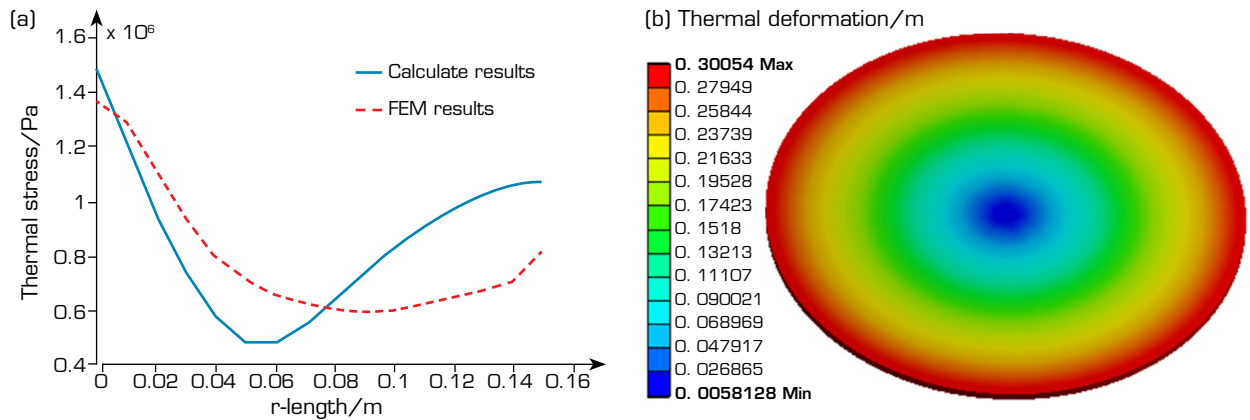 (a)
x 10⁶
1.6
1.4
1.2
1
0.8
0.6
0.4
Thermal stress/Pa
Calculate results
FEM results
0 0.02 0.04 0.06 0.08 0.1 0.12 0.14 0.16
r-length/m
(b) Thermal deformation/m
0. 30054 Max
0. 27949
0. 25844
0. 23739
0. 21633
0. 19528
0. 17423
0. 1518
0. 13213
0. 11107
0. 090021
0. 068969
0. 047917
0. 026865
0. 0058128 Min